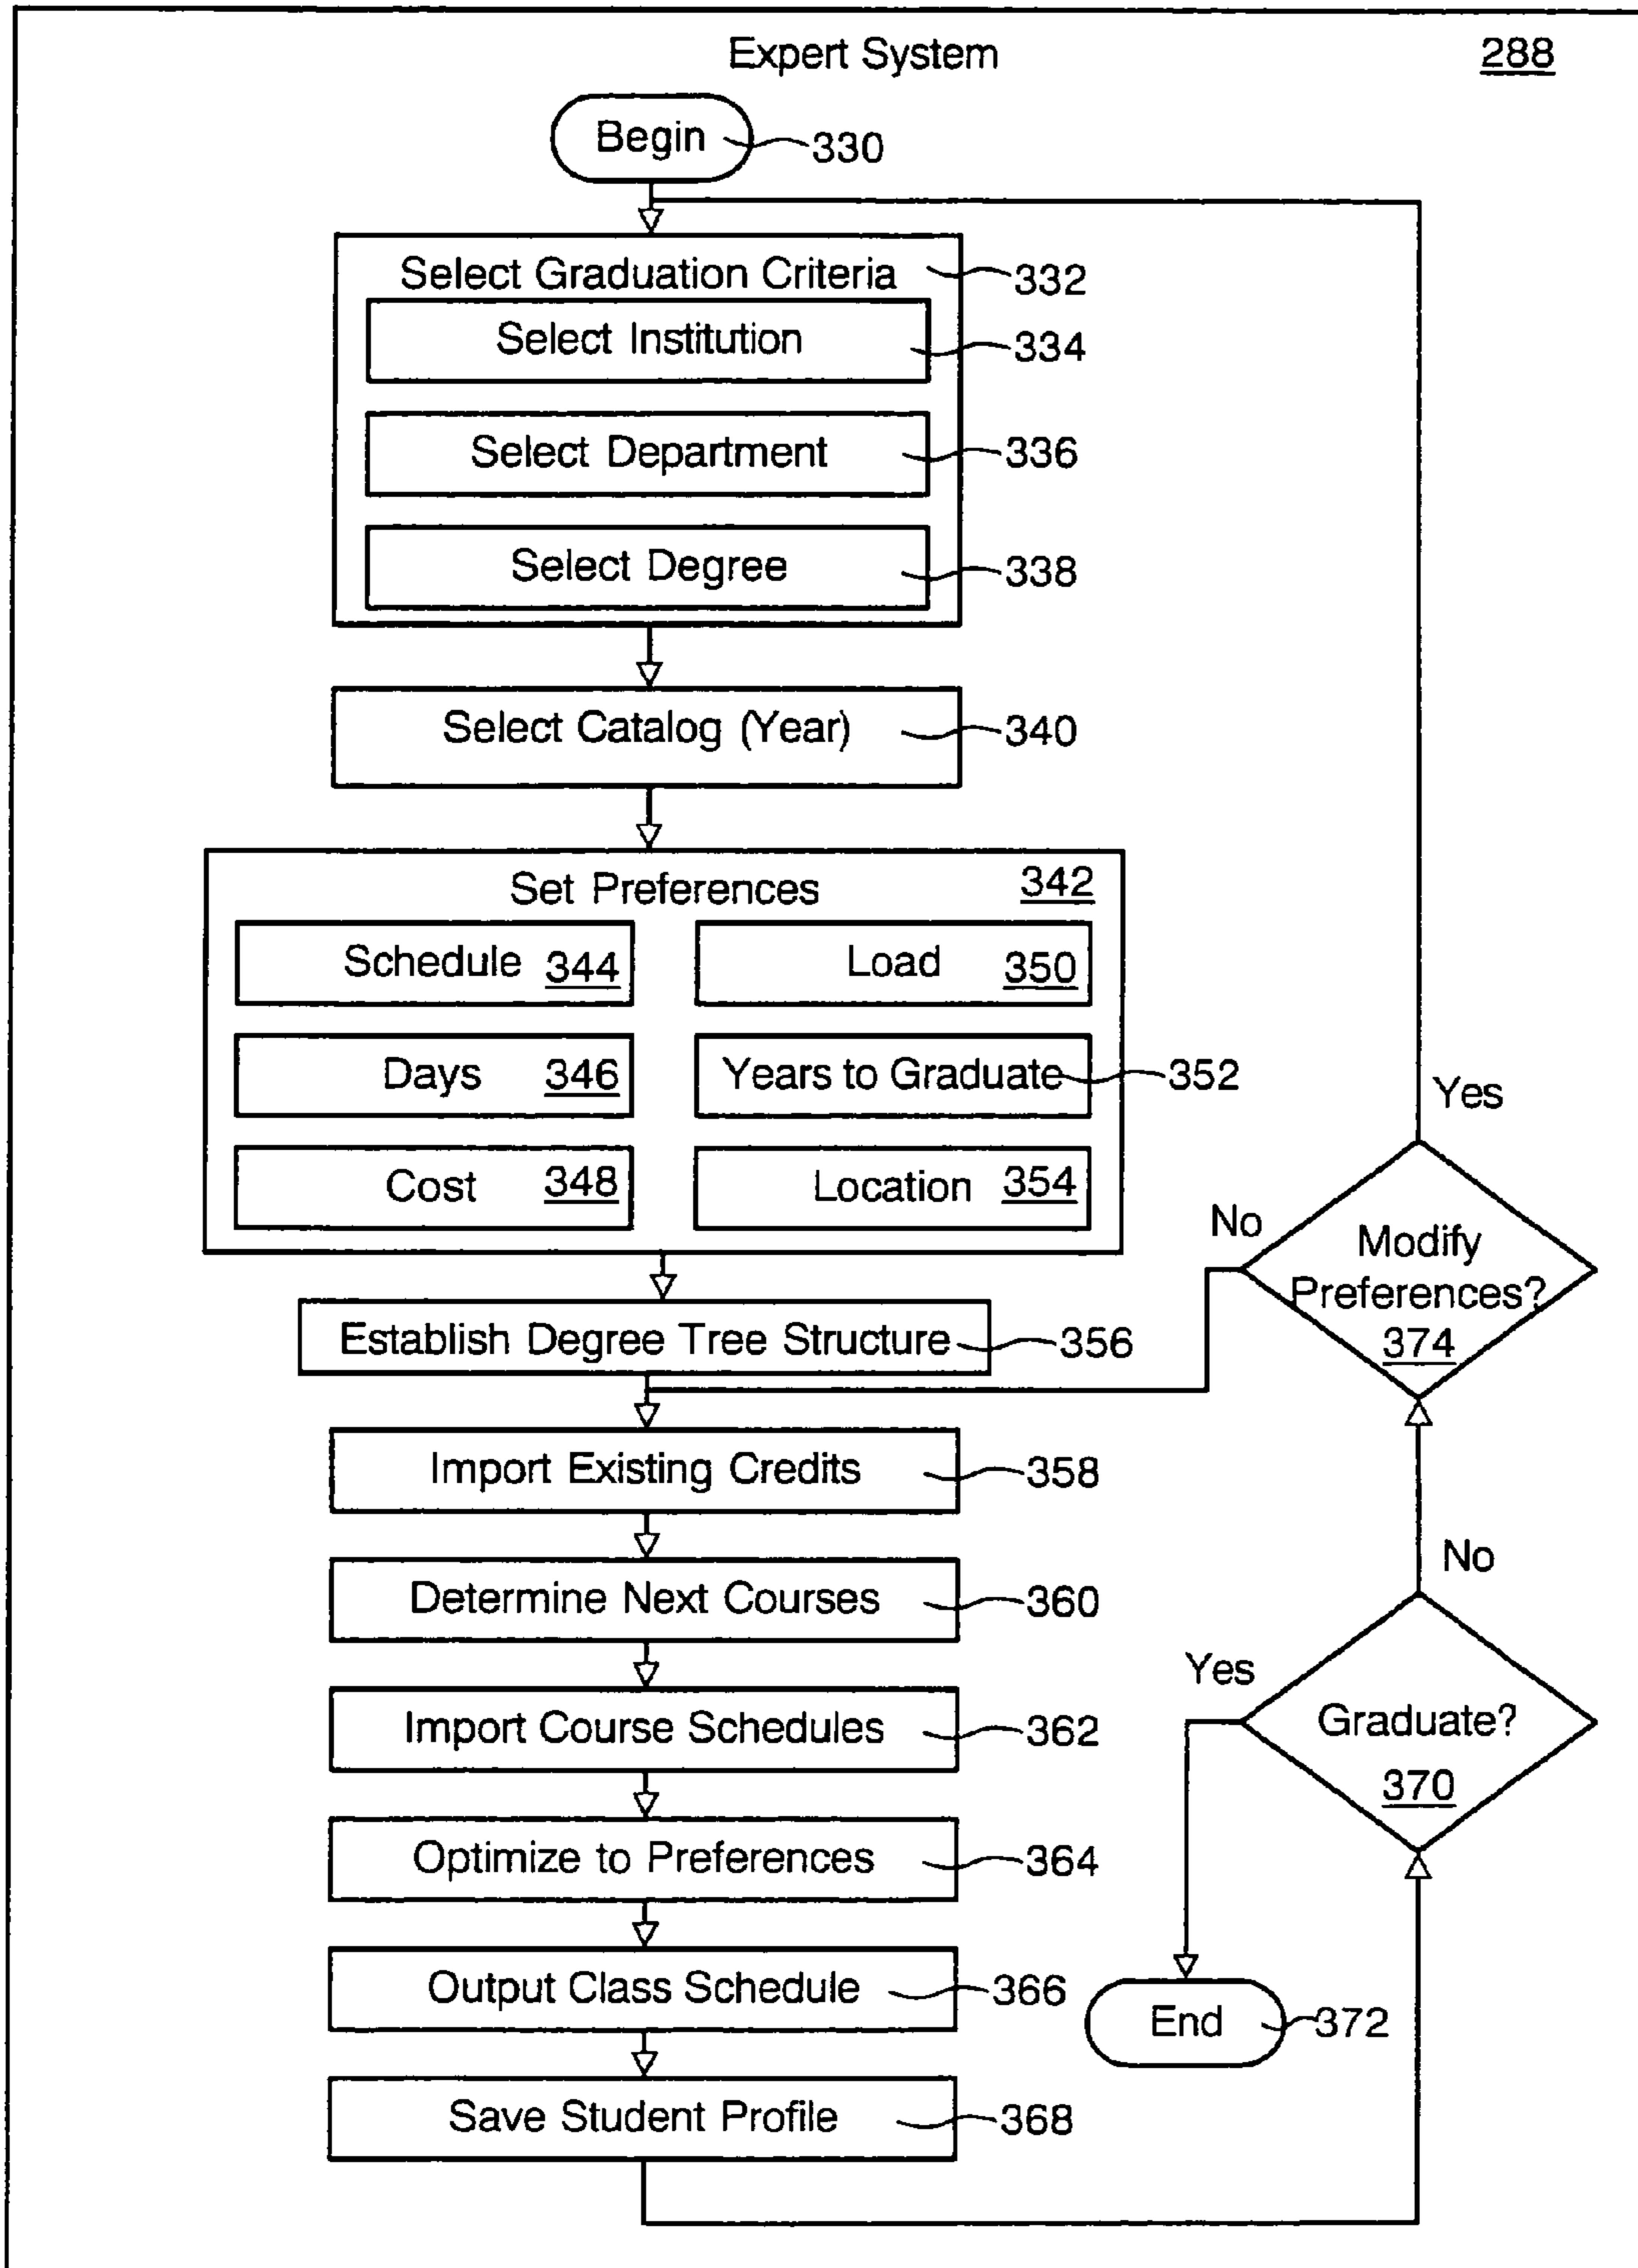 Expert System 288
Begin 330
Select Graduation Criteria 332
Select Institution 334
Select Department 336
Select Degree 338
Select Catalog (Year) 340
Set Preferences 342
Schedule 344 Load 350
Days 346 Years to Graduate 352
Cost 348 Location 354
Establish Degree Tree Structure 356
Import Existing Credits 358
Determine Next Courses 360
Import Course Schedules 362
Optimize to Preferences 364
Output Class Schedule 366
Save Student Profile 368
Yes
No
Modify
Preferences?
374
No
Yes
Graduate?
370
End 372